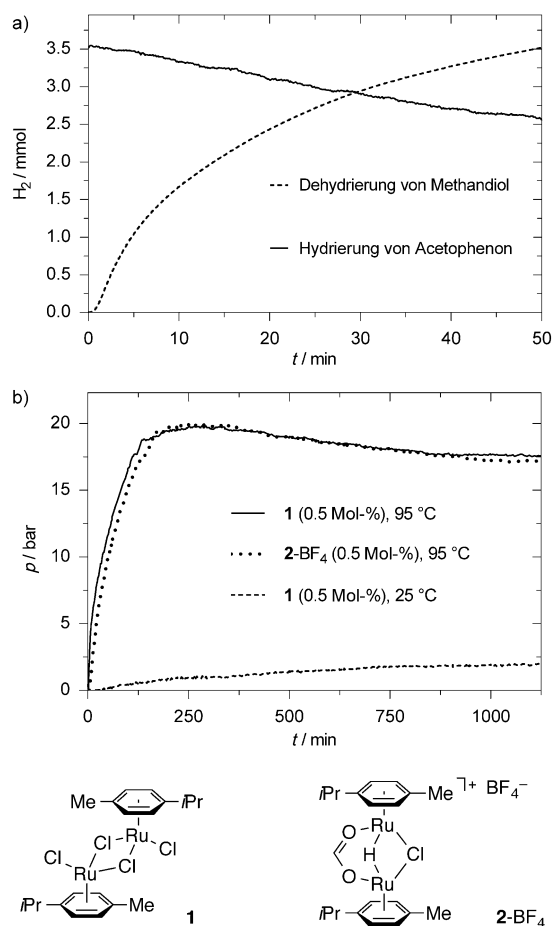 a)
3.5
3.0
2.5
2.0
1.5
1.0
0.5
0.0
H₂ / mmol
Dehydrierung von Methandiol
Hydrierung von Acetophenon
0 10 20 30 40 50
t / min
b)
20
15
10
5
0
p / bar
1 (0.5 Mol-%), 95 °C
2-BF₄ (0.5 Mol-%), 95 °C
1 (0.5 Mol-%), 25 °C
0 250 500 750 1000
t / min
Me iPr
Ru
Cl Cl
Cl Cl
Ru
iPr Me
1
iPr Me ⁺ BF₄⁻
Ru
O H Cl
O
Ru
iPr Me
2-BF₄